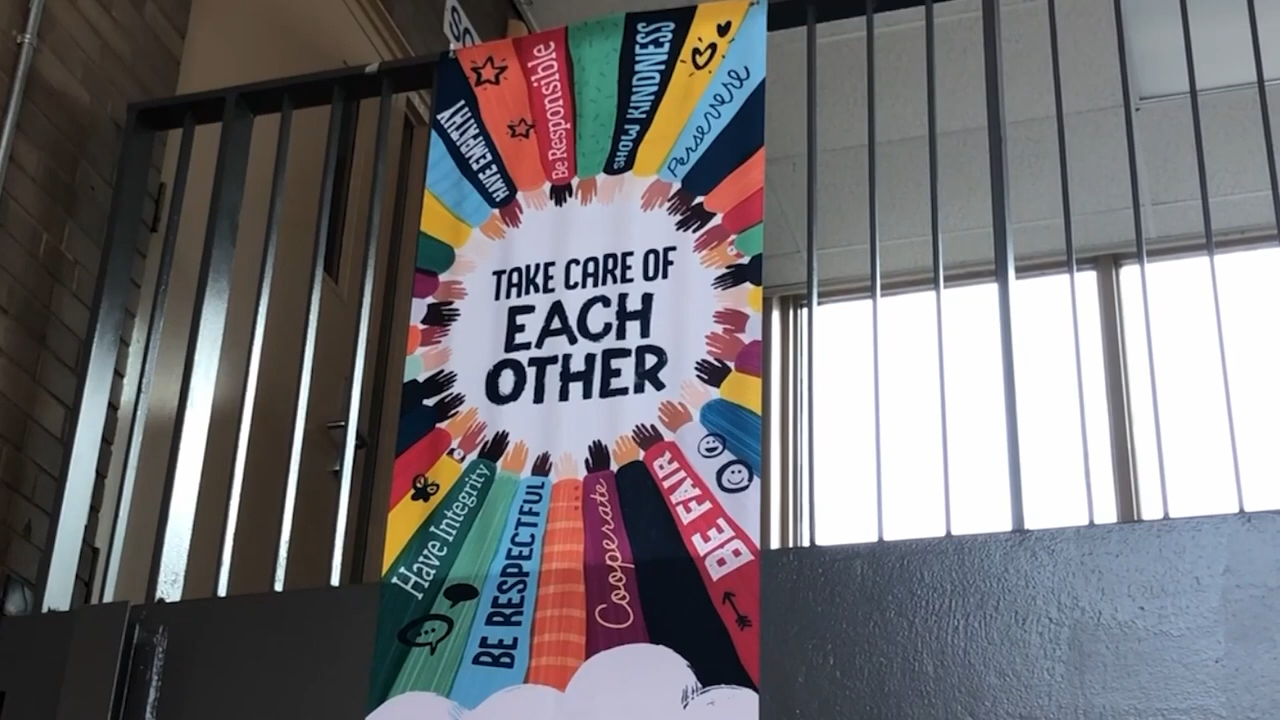 HAVE EMPATHY
Be Responsible
SHOW KINDNESS
Persevere
TAKE CARE OF
EACH
OTHER
Have Integrity
BE RESPECTFUL
Cooperate
BE FAIR